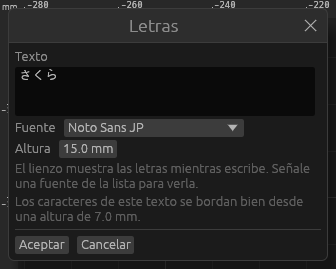 mm -280 -260 -240 -220
Letras
Texto
さくら
Fuente Noto Sans JP
Altura 15.0 mm
El lienzo muestra las letras mientras escribe. Señale
una fuente de la lista para verla.
Los caracteres de este texto se bordan bien desde
una altura de 7.0 mm.
Aceptar Cancelar